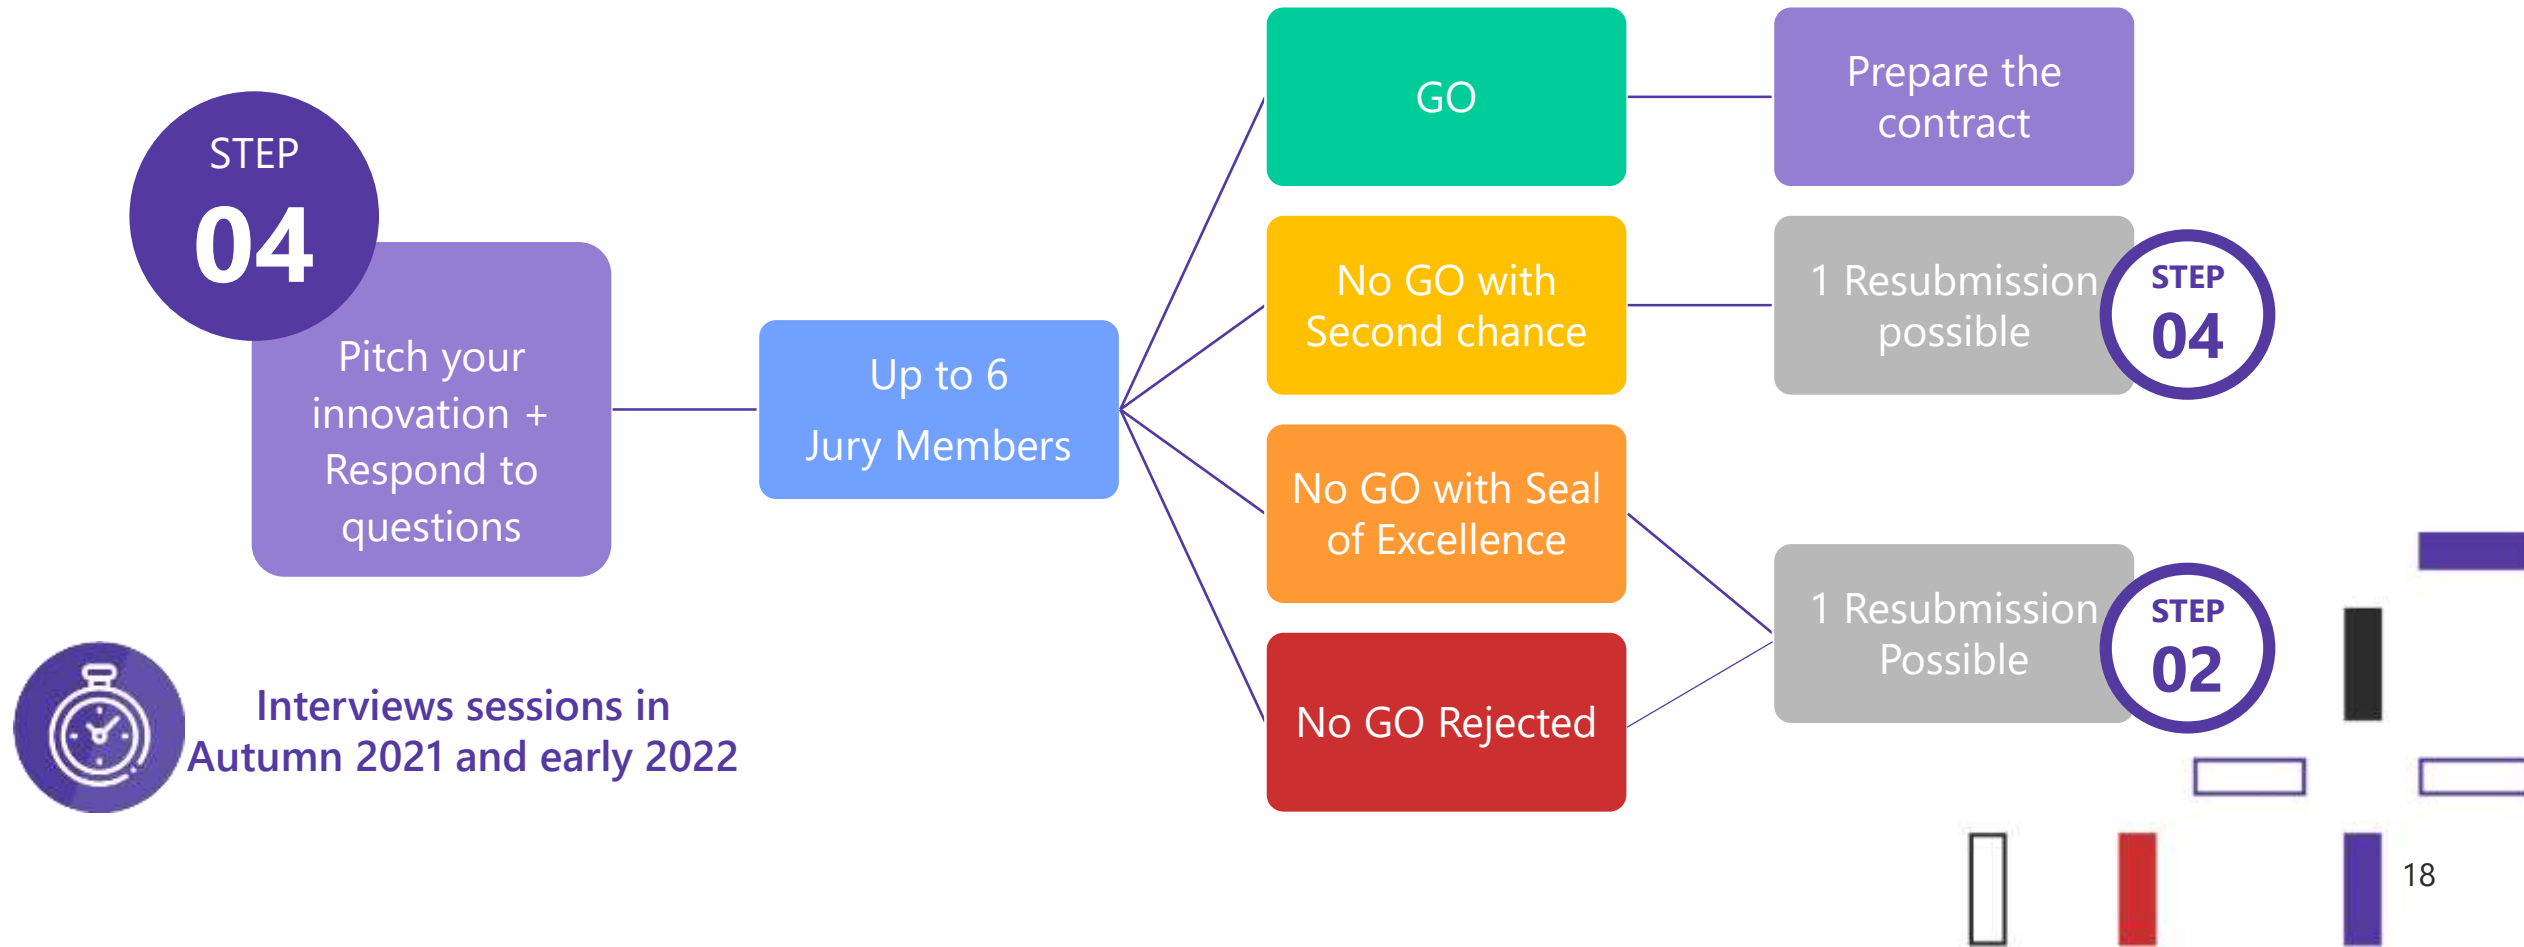 STEP
04
Pitch your
innovation +
Respond to
questions
Up to 6
Jury Members
GO
Prepare the
contract
No GO with
Second chance
1 Resubmission
possible
STEP
04
No GO with Seal
of Excellence
No GO Rejected
1 Resubmission
Possible
STEP
02
Interviews sessions in
Autumn 2021 and early 2022
18